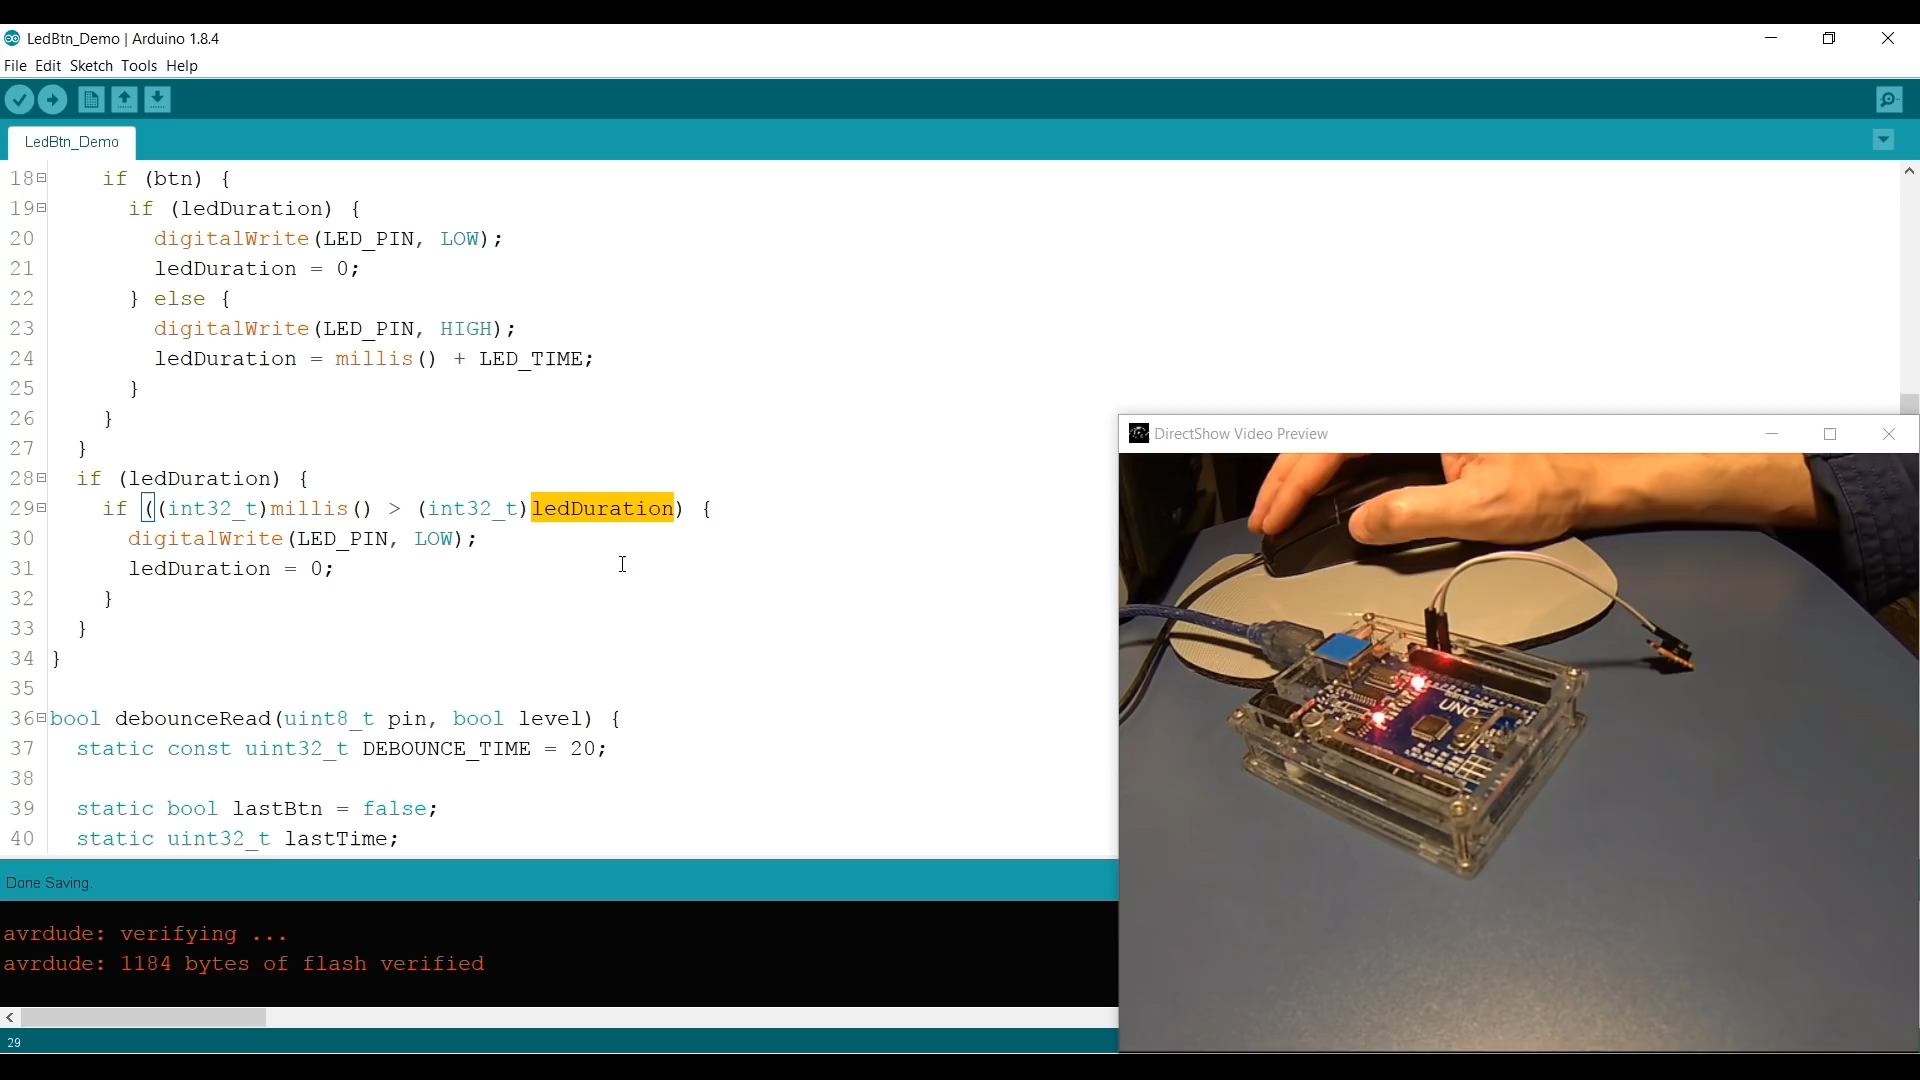 LedBtn_Demo | Arduino 1.8.4
File Edit Sketch Tools Help
LedBtn_Demo
18 if (btn) {
19 if (ledDuration) {
20 digitalWrite(LED_PIN, LOW);
21 ledDuration = 0;
22 } else {
23 digitalWrite(LED_PIN, HIGH);
24 ledDuration = millis() + LED_TIME;
25 }
26 }
27 }
28 if (ledDuration) {
29 if ((int32_t)millis() > (int32_t)ledDuration) {
30 digitalWrite(LED_PIN, LOW);
31 ledDuration = 0;
32 }
33 }
34 }
35
36 bool debounceRead(uint8_t pin, bool level) {
37 static const uint32_t DEBOUNCE_TIME = 20;
38
39 static bool lastBtn = false;
40 static uint32_t lastTime;
DirectShow Video Preview
UNO
Done Saving.
avrdude: verifying ...
avrdude: 1184 bytes of flash verified
29